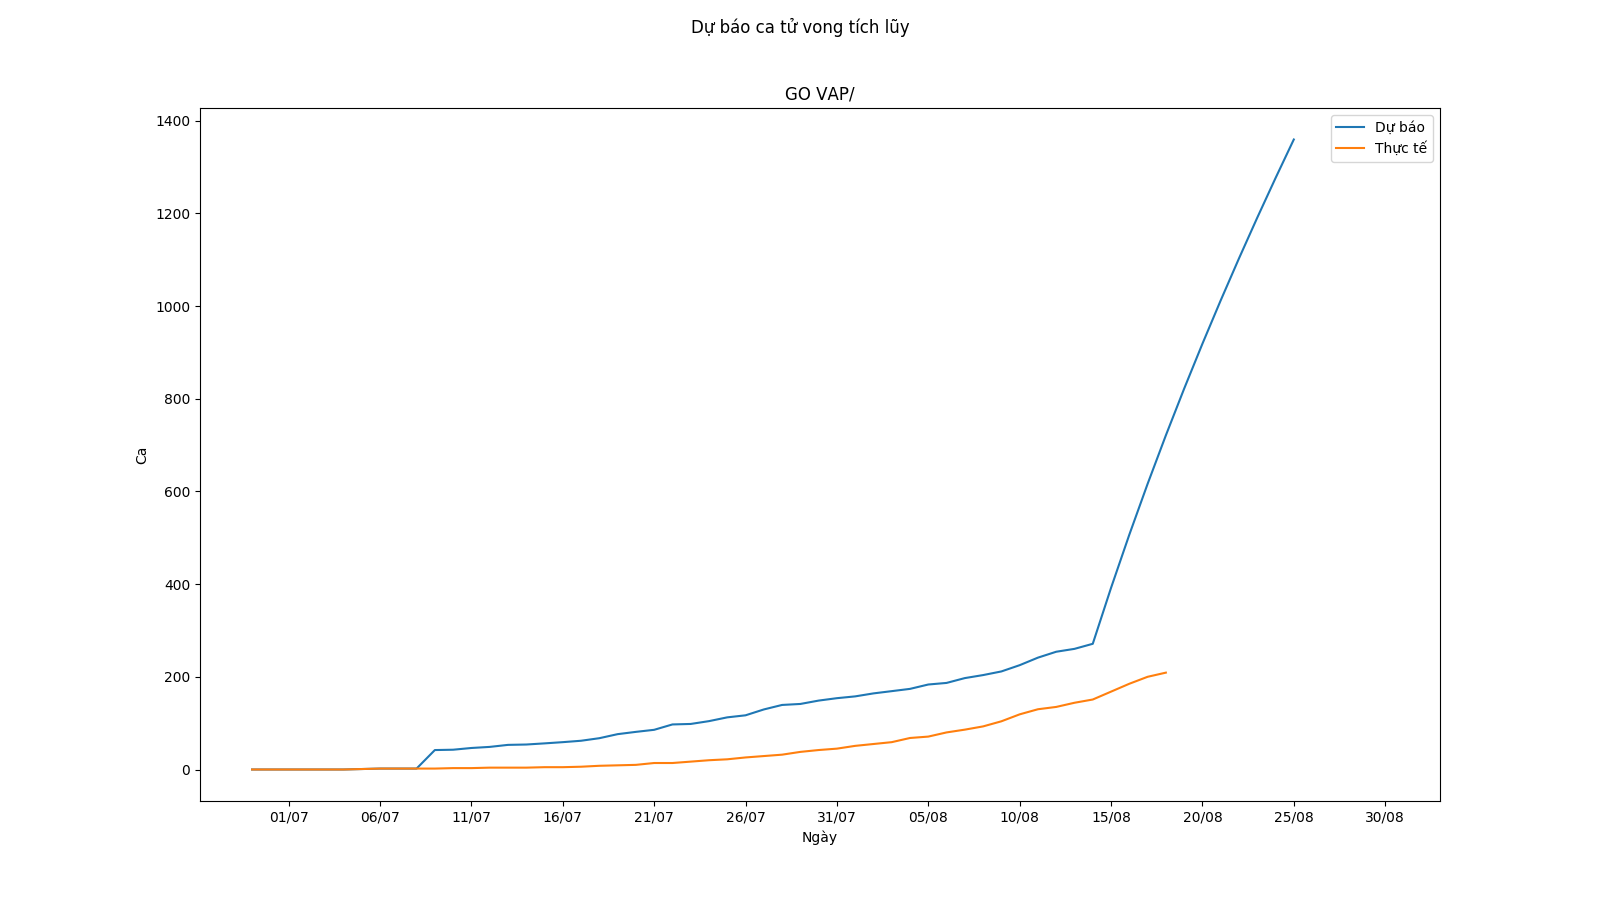 Dự báo ca tử vong tích lũy
GO VAP/
Dự báo
Thực tế
1400
1200
1000
800
600
400
200
0
Ca
01/07 06/07 11/07 16/07 21/07 26/07 31/07 05/08 10/08 15/08 20/08 25/08 30/08
Ngày